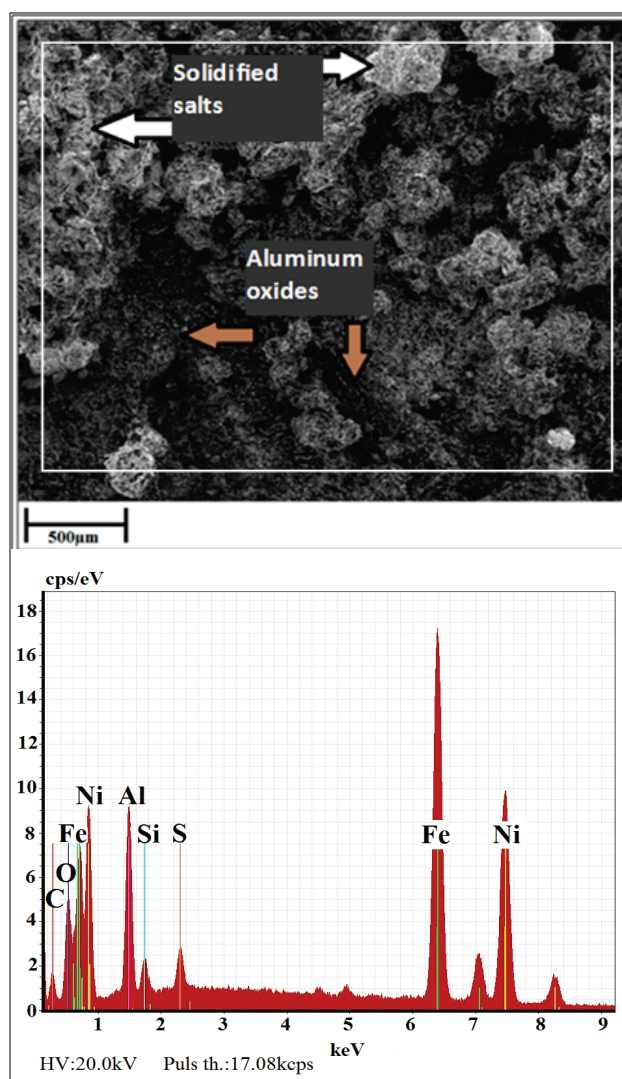 Solidified
salts
Aluminum
oxides
500µm
cps/eV
18
16
14
12
10
8
6
4
2
0
C
O
Fe
Ni
Al
Si
S
Fe
Ni
1 2 3 4 5 6 7 8 9
keV
HV:20.0kV Puls th.:17.08kcps